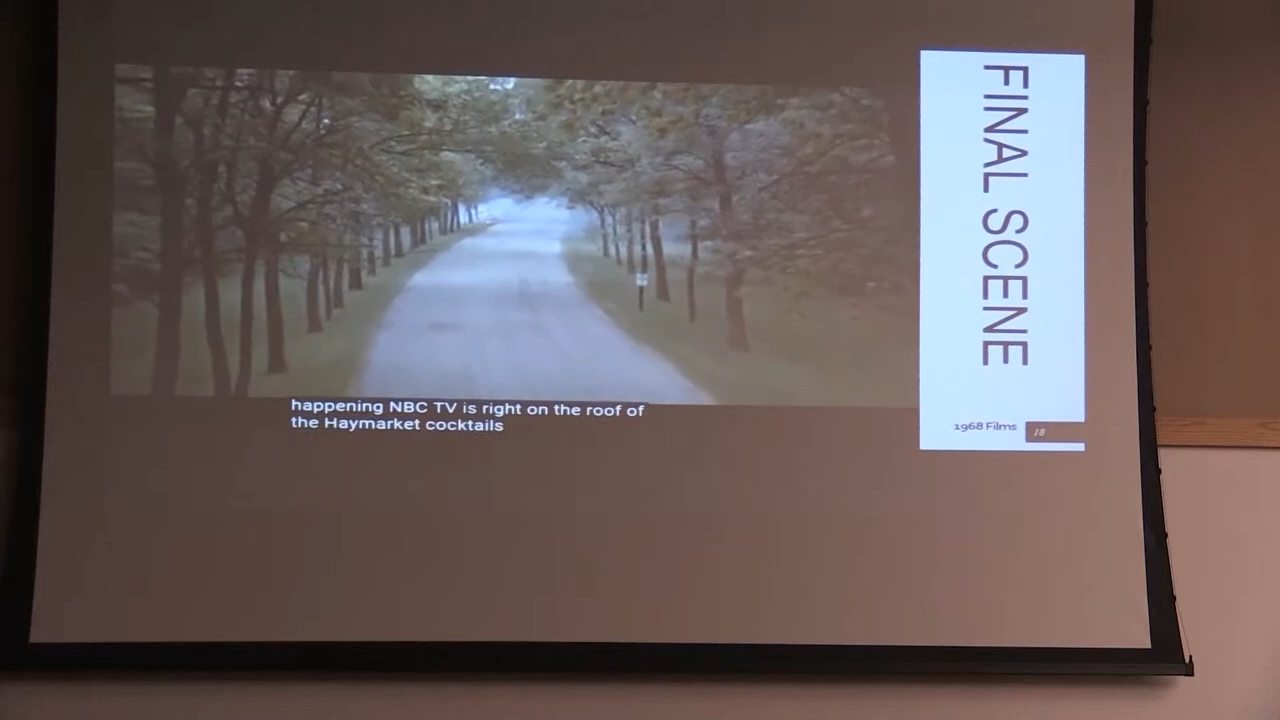 happening NBC TV is right on the roof of
the Haymarket cocktails
FINAL SCENE
1968 Films
18